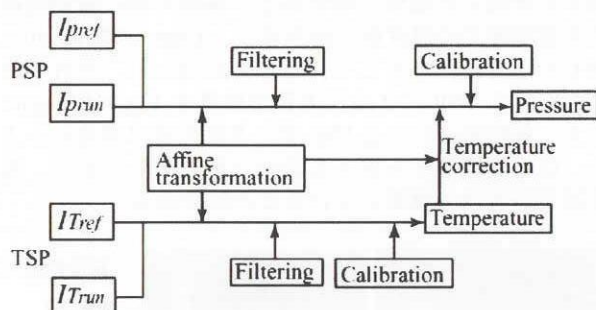 Ipref
PSP
Filtering
Calibration
Iprun
Pressure
Affine
transformation
Temperature
correction
ITref
Temperature
TSP
Filtering
Calibration
ITrun